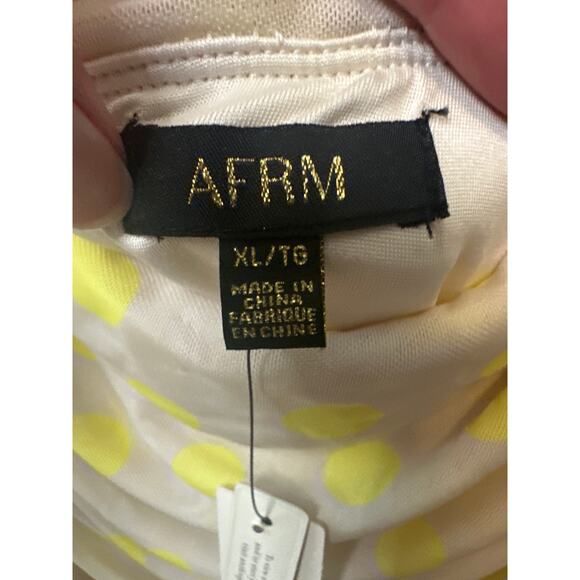 AFRM
XL/TG
MADE IN
CHINA
FABRIQUE
EN CHINE